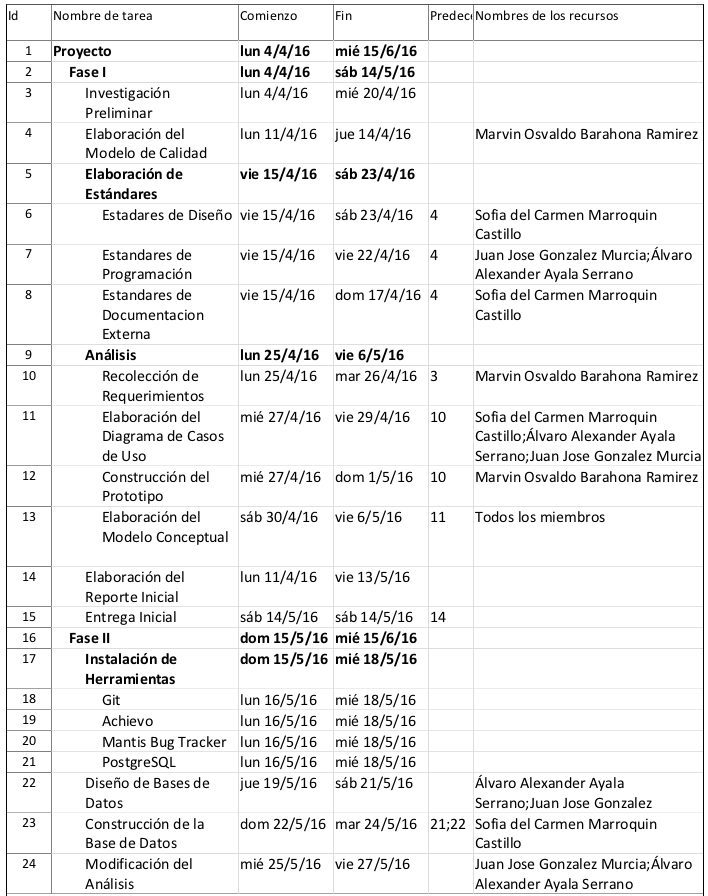 Id Nombre de tarea Comienzo Fin Predece Nombres de los recursos
1 Proyecto lun 4/4/16 mié 15/6/16
2 Fase I lun 4/4/16 sáb 14/5/16
3 Investigación lun 4/4/16 mié 20/4/16
Preliminar
4 Elaboración del lun 11/4/16 jue 14/4/16 Marvin Osvaldo Barahona Ramirez
Modelo de Calidad
5 Elaboración de vie 15/4/16 sáb 23/4/16
Estándares
6 Estadares de Diseño vie 15/4/16 sáb 23/4/16 4 Sofia del Carmen Marroquin
Castillo
7 Estandares de vie 15/4/16 vie 22/4/16 4 Juan Jose Gonzalez Murcia;Álvaro
Programación Alexander Ayala Serrano
8 Estandares de vie 15/4/16 dom 17/4/16 4 Sofia del Carmen Marroquin
Documentacion Castillo
Externa
9 Análisis lun 25/4/16 vie 6/5/16
10 Recolección de lun 25/4/16 mar 26/4/16 3 Marvin Osvaldo Barahona Ramirez
Requerimientos
11 Elaboración del mié 27/4/16 vie 29/4/16 10 Sofia del Carmen Marroquin
Diagrama de Casos Castillo;Álvaro Alexander Ayala
de Uso Serrano;Juan Jose Gonzalez Murcia
12 Construcción del mié 27/4/16 dom 1/5/16 10 Marvin Osvaldo Barahona Ramirez
Prototipo
13 Elaboración del sáb 30/4/16 vie 6/5/16 11 Todos los miembros
Modelo Conceptual
14 Elaboración del lun 11/4/16 vie 13/5/16
Reporte Inicial
15 Entrega Inicial sáb 14/5/16 sáb 14/5/16 14
16 Fase II dom 15/5/16 mié 15/6/16
17 Instalación de dom 15/5/16 mié 18/5/16
Herramientas
18 Git lun 16/5/16 mié 18/5/16
19 Achievo lun 16/5/16 mié 18/5/16
20 Mantis Bug Tracker lun 16/5/16 mié 18/5/16
21 PostgreSQL lun 16/5/16 mié 18/5/16
22 Diseño de Bases de jue 19/5/16 sáb 21/5/16 Álvaro Alexander Ayala
Datos Serrano;Juan Jose Gonzalez
23 Construcción de la dom 22/5/16 mar 24/5/16 21;22 Sofia del Carmen Marroquin
Base de Datos Castillo
24 Modificación del mié 25/5/16 vie 27/5/16 Juan Jose Gonzalez Murcia;Álvaro
Análisis Alexander Ayala Serrano